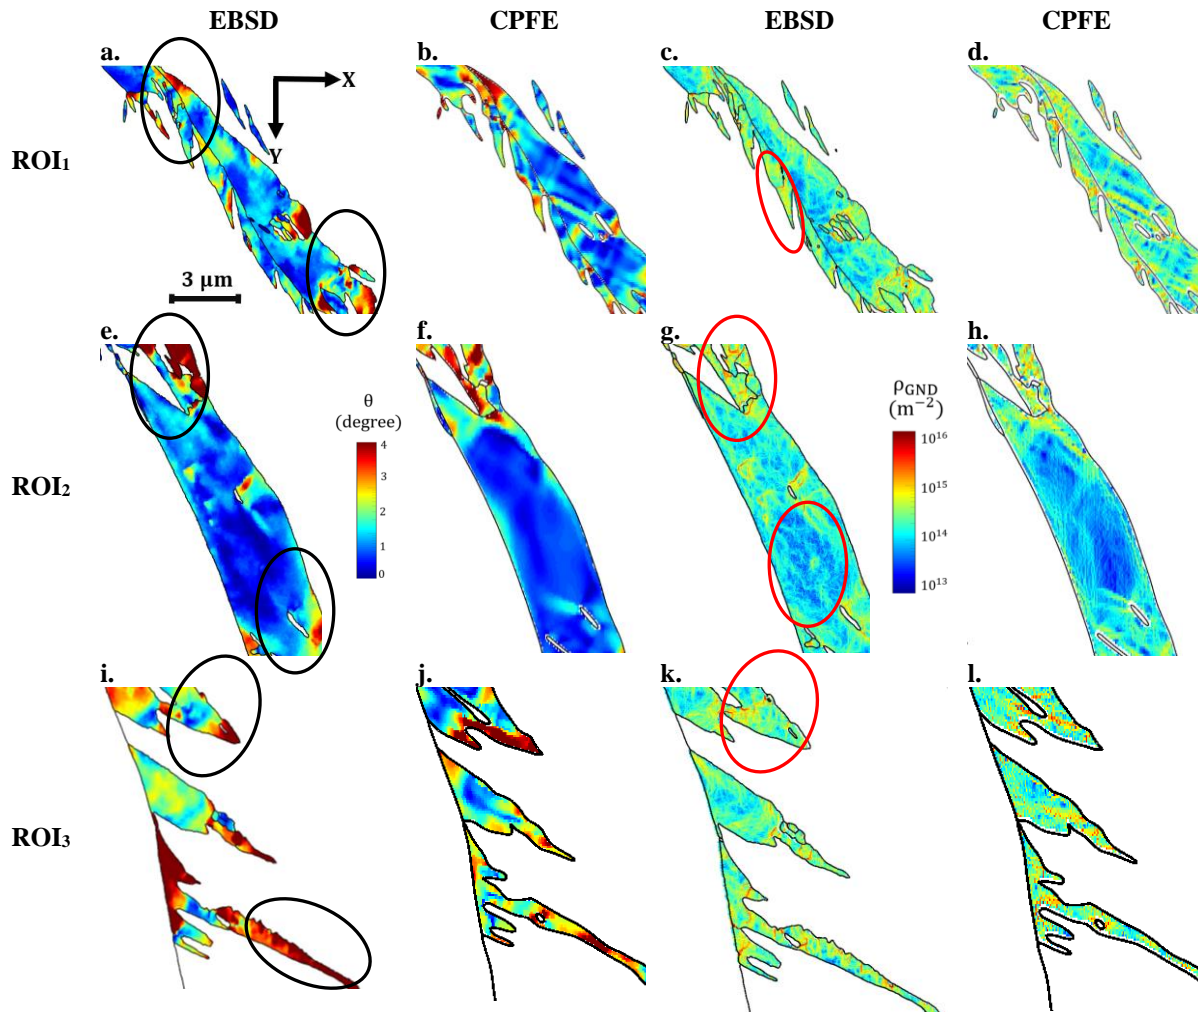 EBSD CPFE EBSD CPFE
a. b. c. d.
X
Y
ROI₁
3 μm
e. f. g. h.
θ
(degree)
4
3
2
1
0
ρGND
(m⁻²)
10¹⁶
10¹⁵
10¹⁴
10¹³
ROI₂
i. j. k. l.
ROI₃